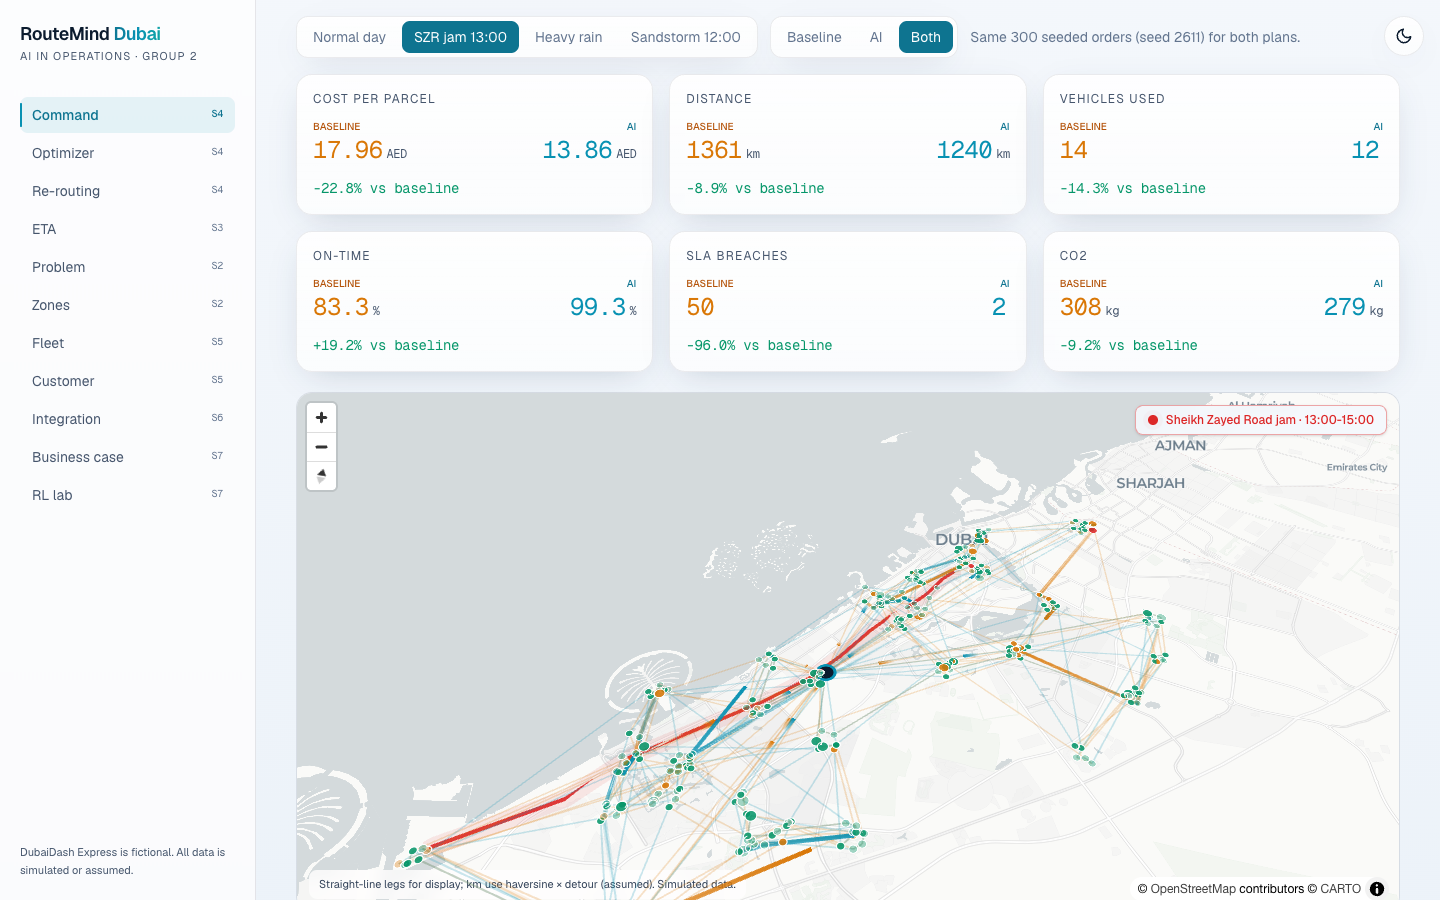 RouteMind Dubai
AI IN OPERATIONS · GROUP 2
Command S4
Optimizer S4
Re-routing S4
ETA S3
Problem S2
Zones S2
Fleet S5
Customer S5
Integration S6
Business case S7
RL lab S7
DubaiDash Express is fictional. All data is
simulated or assumed.
Normal day SZR jam 13:00 Heavy rain Sandstorm 12:00 Baseline AI Both Same 300 seeded orders (seed 2611) for both plans.
COST PER PARCEL
BASELINE AI
17.96 AED 13.86 AED
-22.8% vs baseline
DISTANCE
BASELINE AI
1361 km 1240 km
-8.9% vs baseline
VEHICLES USED
BASELINE AI
14 12
-14.3% vs baseline
ON-TIME
BASELINE AI
83.3 % 99.3 %
+19.2% vs baseline
SLA BREACHES
BASELINE AI
50 2
-96.0% vs baseline
CO2
BASELINE AI
308 kg 279 kg
-9.2% vs baseline
Sheikh Zayed Road jam · 13:00-15:00
AJMAN
Emirates City
SHARJAH
Straight-line legs for display; km use haversine × detour (assumed). Simulated data.
© OpenStreetMap contributors © CARTO